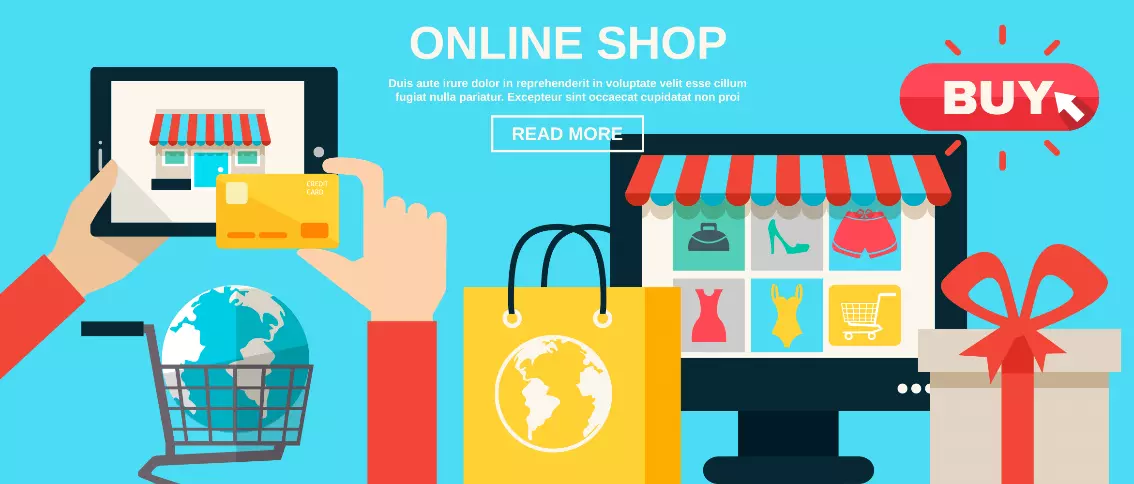 ONLINE SHOP
Duis aute irure dolor in reprehenderit in voluptate velit esse cillum
fugiat nulla pariatur. Excepteur sint occaecat cupidatat non proi
READ MORE
BUY
CREDIT
CARD